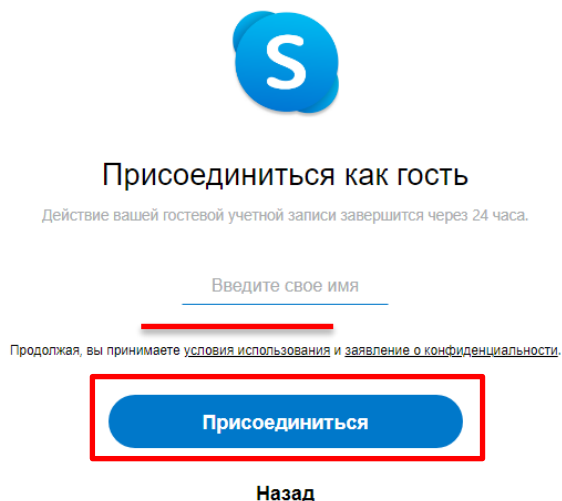 S
Присоединиться как гость
Действие вашей гостевой учетной записи завершится через 24 часа.
Введите свое имя
Продолжая, вы принимаете условия использования и заявление о конфиденциальности.
Присоединиться
Назад